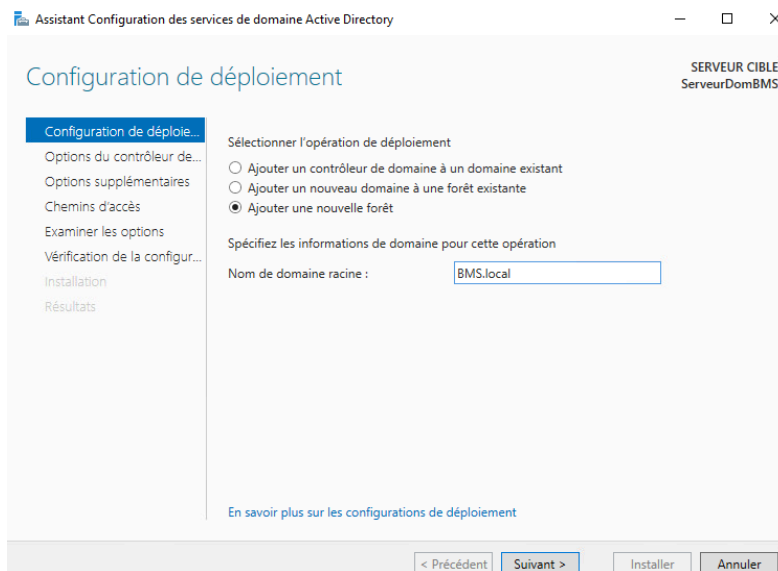 Assistant Configuration des services de domaine Active Directory
Configuration de déploiement
SERVEUR CIBLE
ServeurDomBMS
Configuration de déploie...
Options du contrôleur de...
Options supplémentaires
Chemins d'accès
Examiner les options
Vérification de la configur...
Installation
Résultats
Sélectionner l'opération de déploiement
Ajouter un contrôleur de domaine à un domaine existant
Ajouter un nouveau domaine à une forêt existante
Ajouter une nouvelle forêt
Spécifiez les informations de domaine pour cette opération
Nom de domaine racine : BMS.local
En savoir plus sur les configurations de déploiement
< Précédent Suivant > Installer Annuler